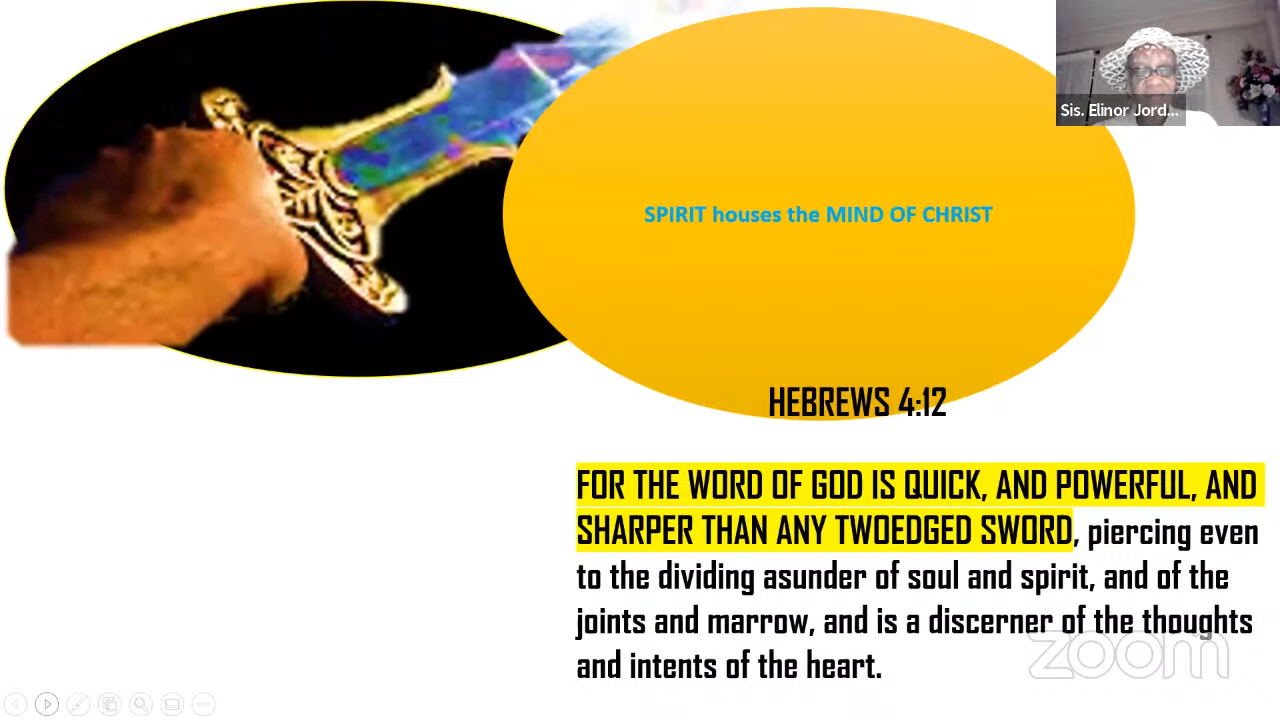 Sis. Elinor Jord...
SPIRIT houses the MIND OF CHRIST
HEBREWS 4:12
FOR THE WORD OF GOD IS QUICK, AND POWERFUL, AND
SHARPER THAN ANY TWOEDGED SWORD, piercing even
to the dividing asunder of soul and spirit, and of the
joints and marrow, and is a discerner of the thoughts
and intents of the heart.
zoom